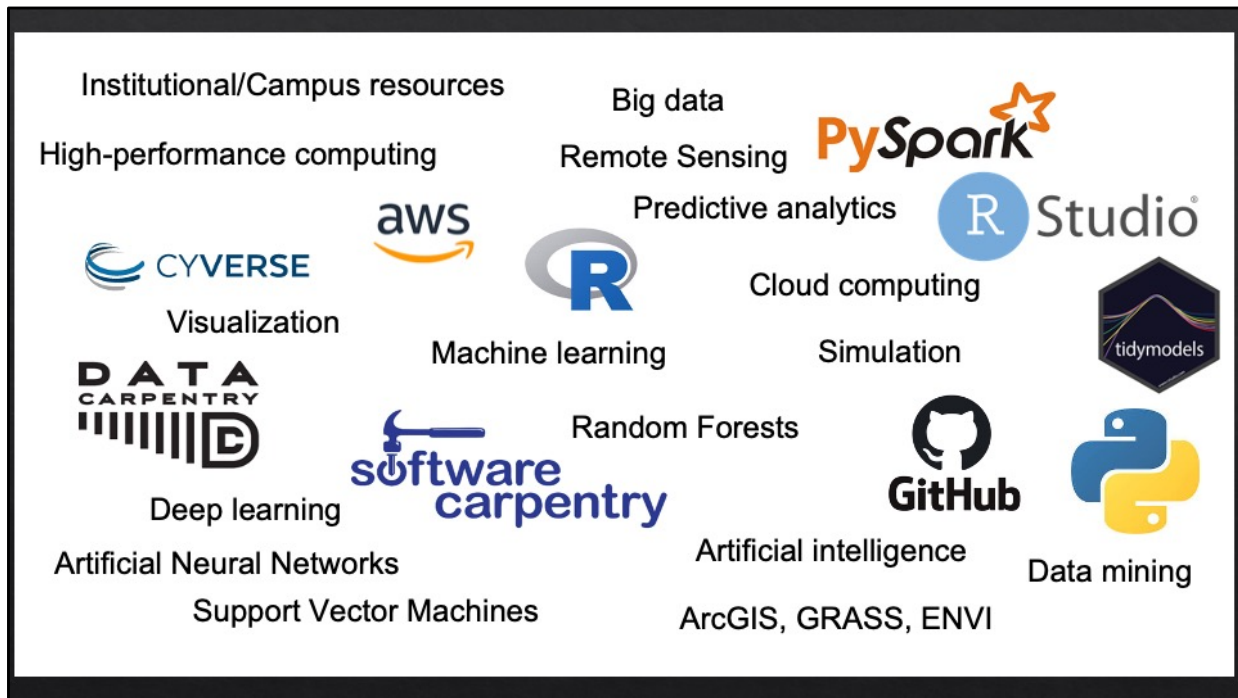 Institutional/Campus resources
Big data
PySpark
High-performance computing
Remote Sensing
aws
Predictive analytics
R Studio®
CYVERSE
R
Cloud computing
Visualization
Machine learning
Simulation
tidymodels
DATA
CARPENTRY
DC
Random Forests
software
carpentry
GitHub
Deep learning
Artificial Neural Networks
Artificial intelligence
Data mining
Support Vector Machines
ArcGIS, GRASS, ENVI